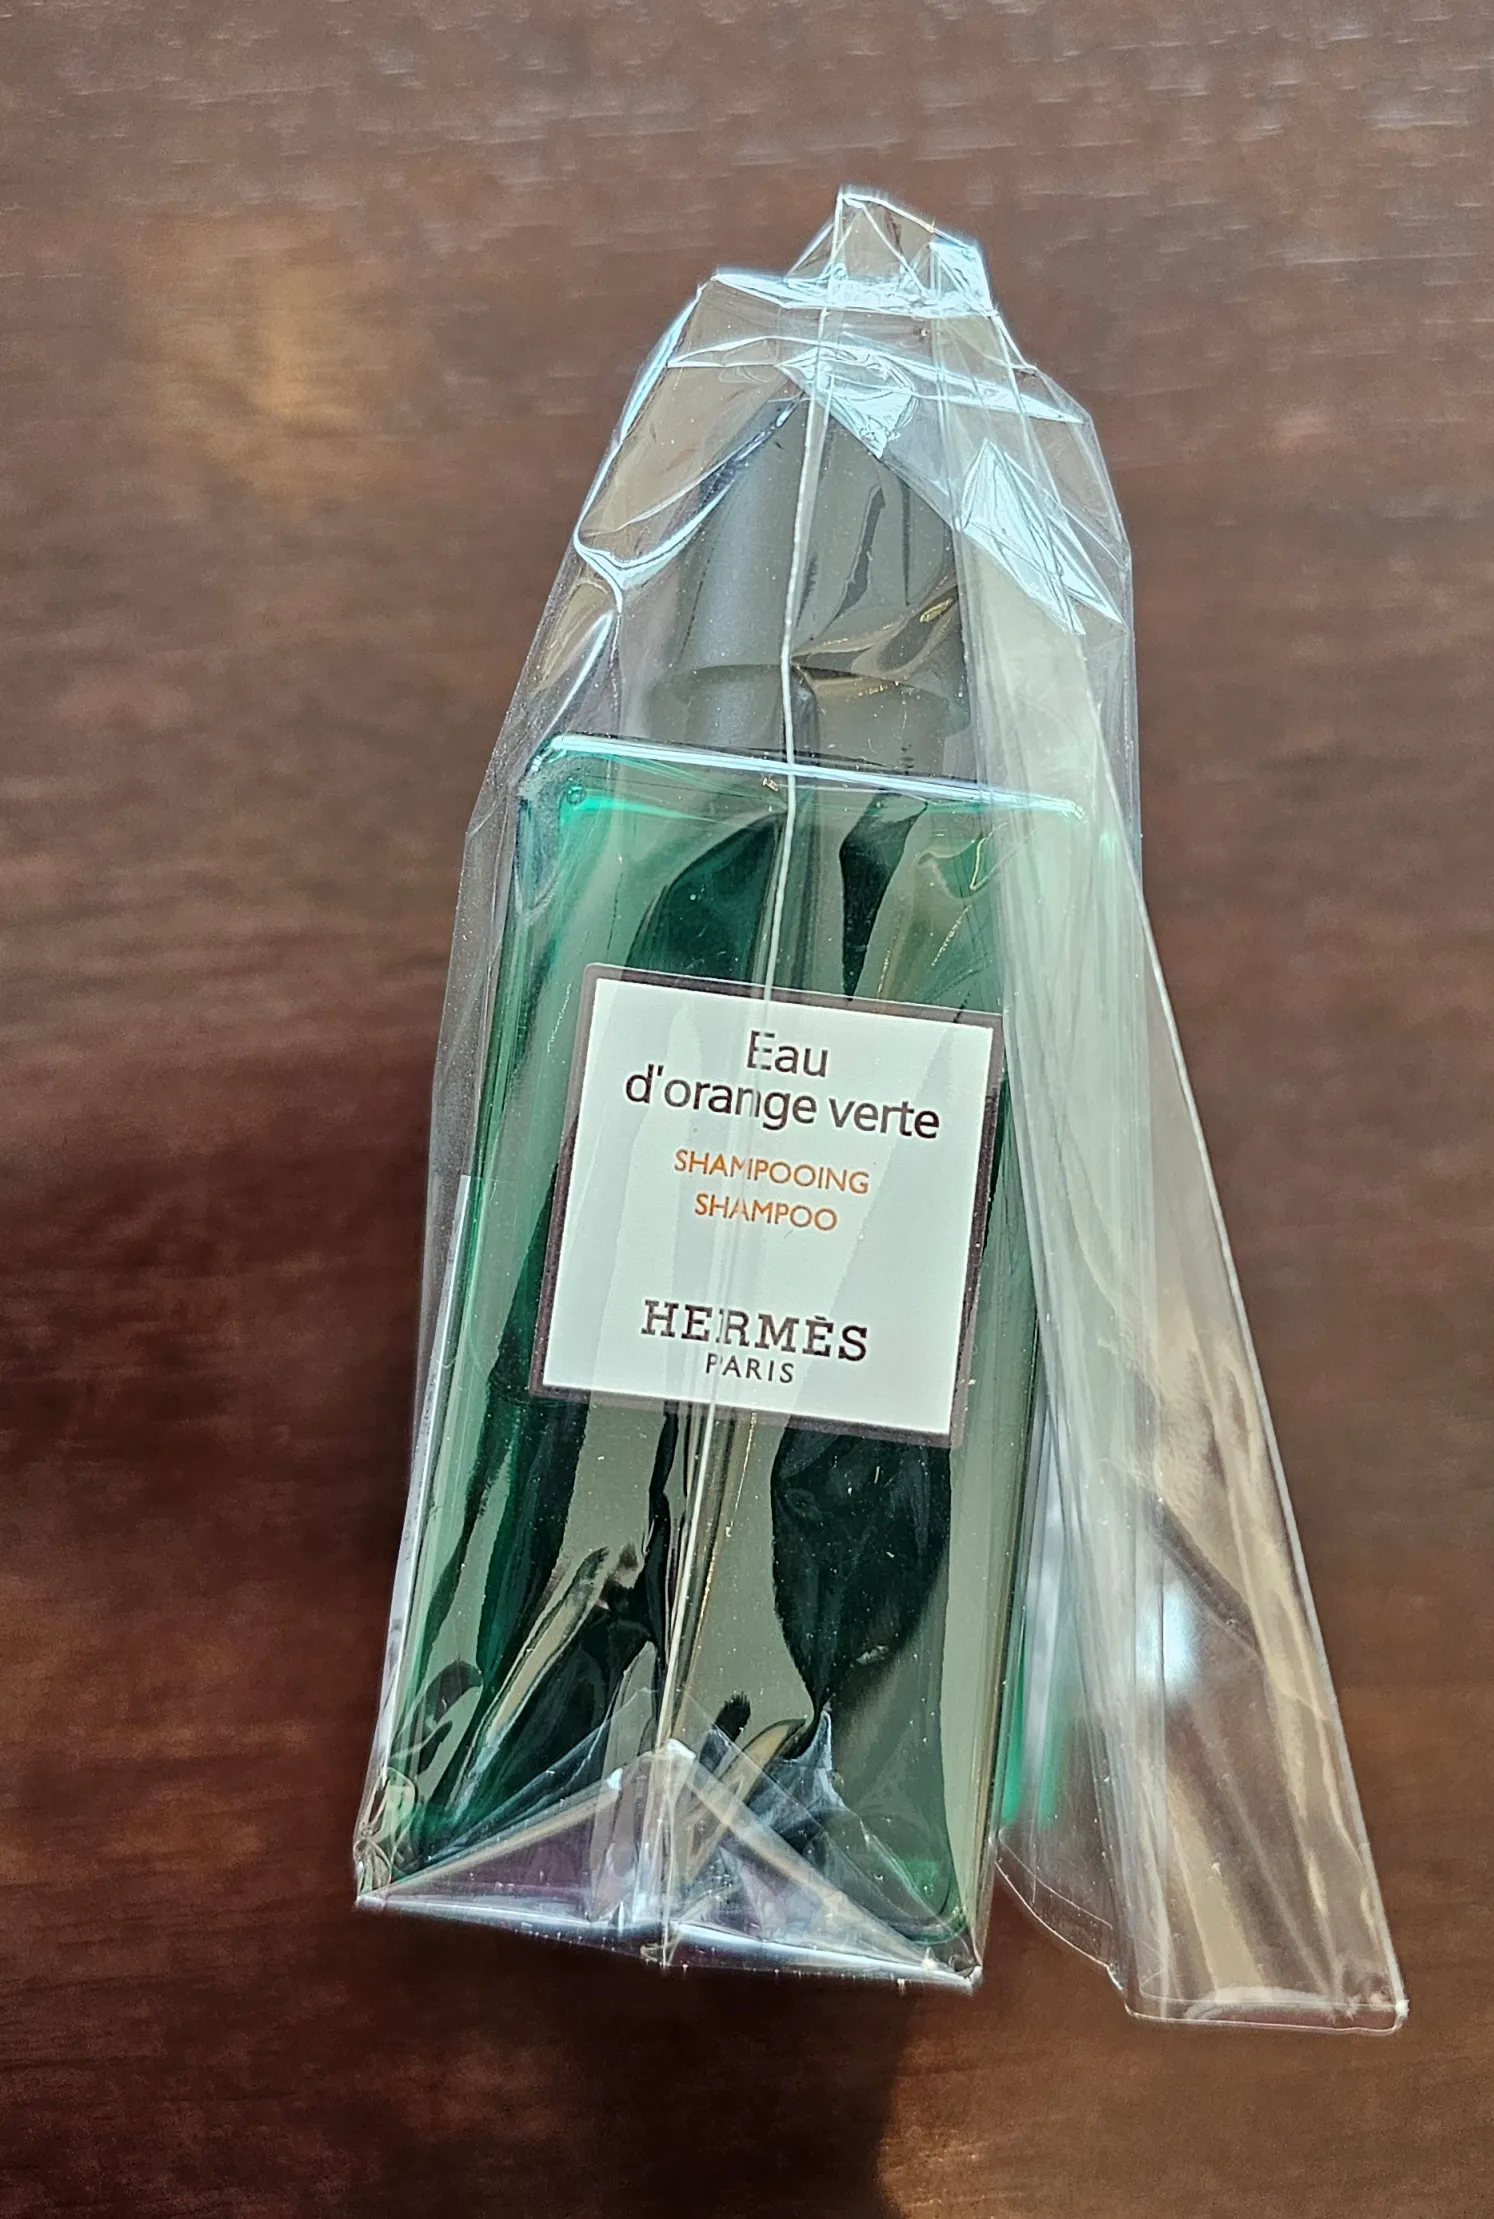 Eau
d'orange verte
SHAMPOOING
SHAMPOO
HERMÈS
PARIS